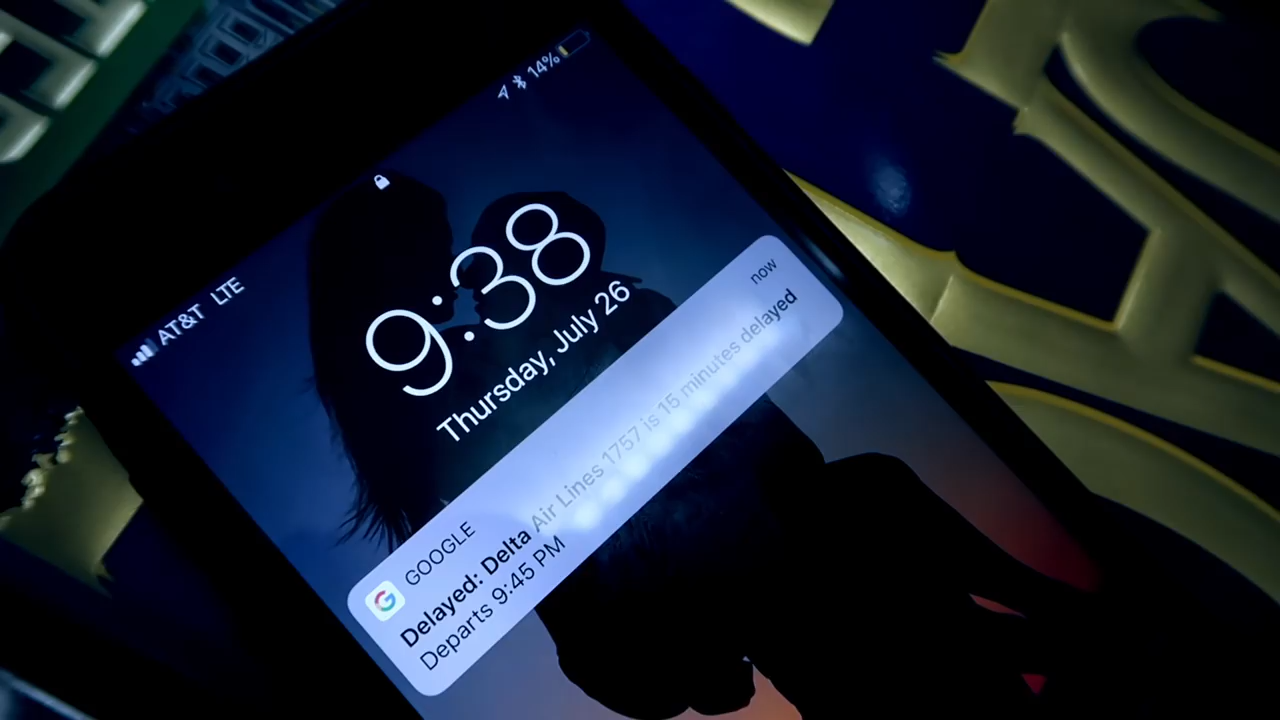 AT&T LTE
14%
9:38
Thursday, July 26
GOOGLE
now
Delayed: Delta Air Lines 1757 is 15 minutes delayed
Departs 9:45 PM